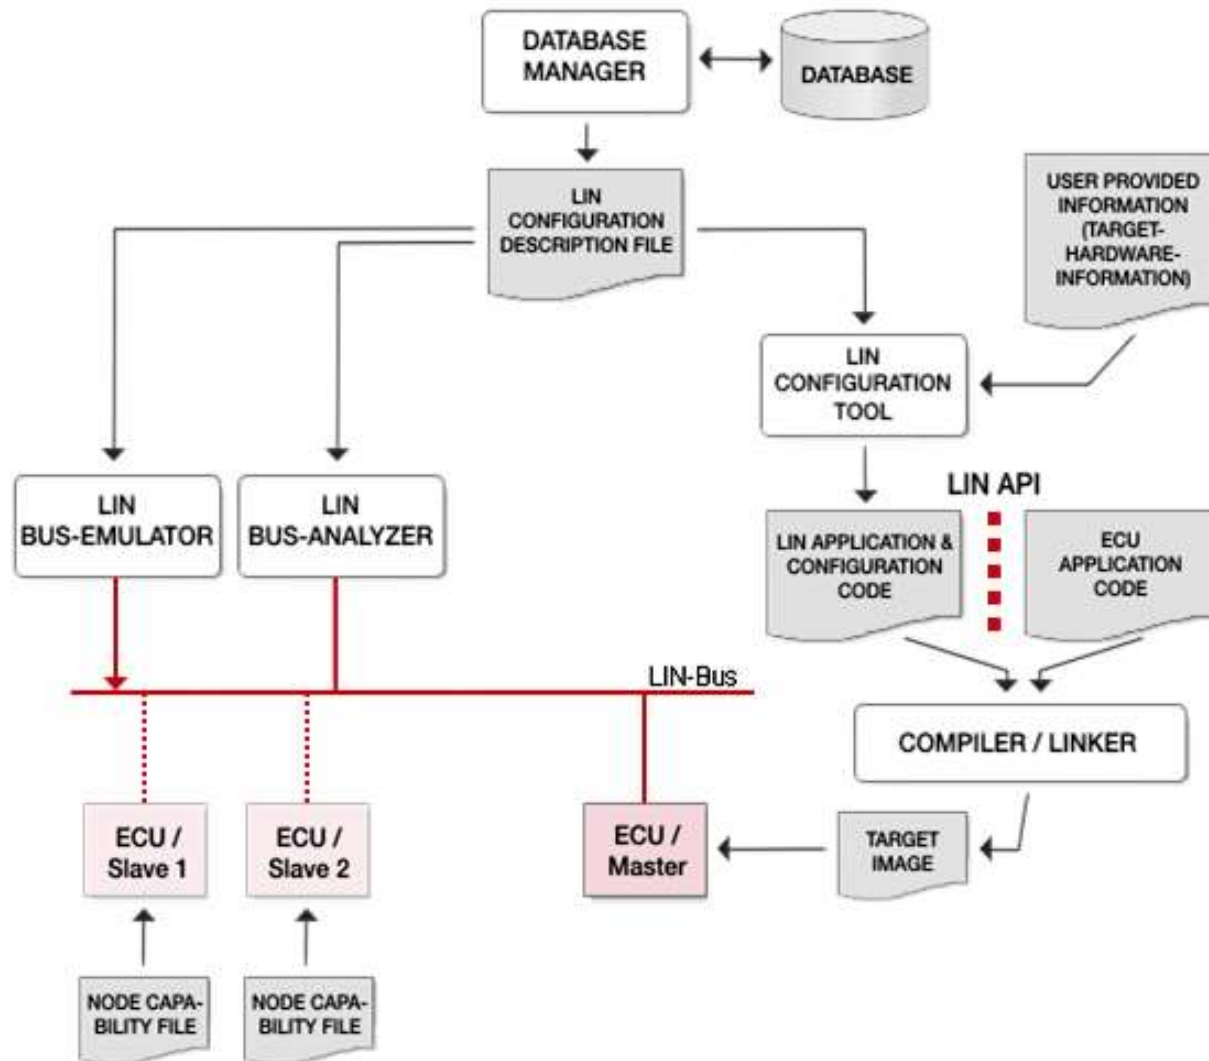 DATABASE
MANAGER
DATABASE
LIN
CONFIGURATION
DESCRIPTION FILE
USER PROVIDED
INFORMATION
(TARGET-
HARDWARE-
INFORMATION)
LIN
CONFIGURATION
TOOL
LIN
BUS-EMULATOR
LIN
BUS-ANALYZER
LIN API
LIN APPLICATION &
CONFIGURATION
CODE
ECU
APPLICATION
CODE
LIN-Bus
COMPILER / LINKER
ECU /
Slave 1
ECU /
Slave 2
ECU /
Master
TARGET
IMAGE
NODE CAPA-
BILITY FILE
NODE CAPA-
BILITY FILE